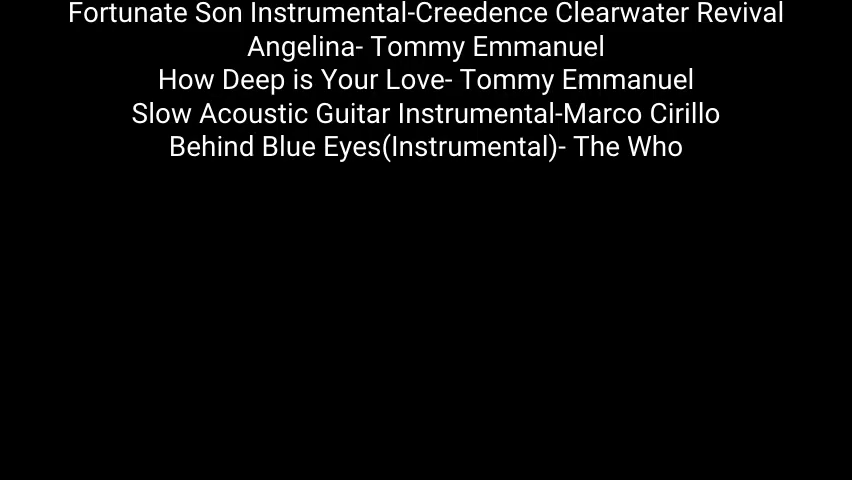 Fortunate Son Instrumental-Creedence Clearwater Revival
Angelina- Tommy Emmanuel
How Deep is Your Love- Tommy Emmanuel
Slow Acoustic Guitar Instrumental-Marco Cirillo
Behind Blue Eyes(Instrumental)- The Who